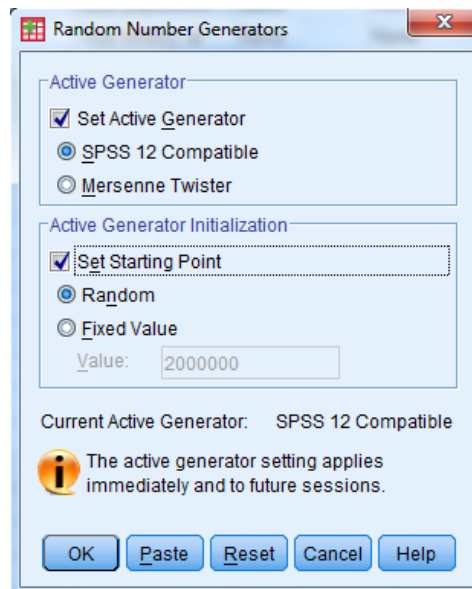 Random Number Generators
Active Generator
Set Active Generator
SPSS 12 Compatible
Mersenne Twister
Active Generator Initialization
Set Starting Point
Random
Fixed Value
Value: 2000000
Current Active Generator: SPSS 12 Compatible
The active generator setting applies
immediately and to future sessions.
OK Paste Reset Cancel Help